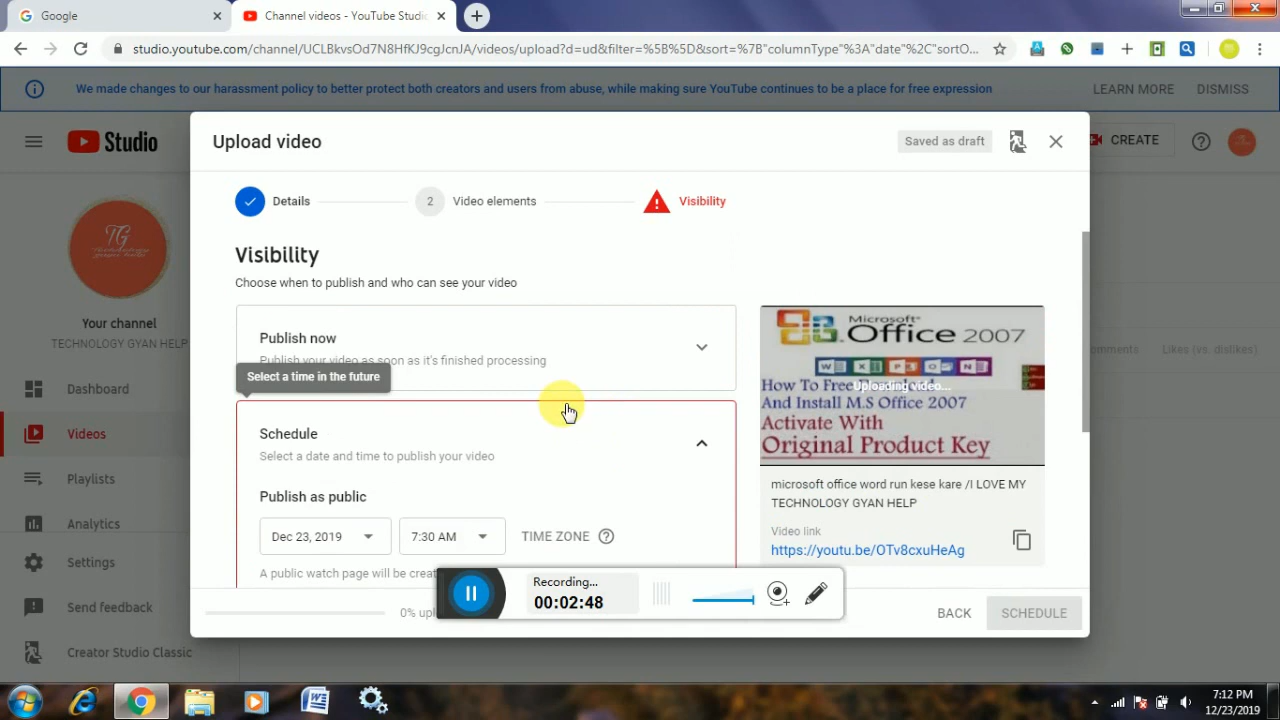 Google
Channel videos - YouTube Studio
studio.youtube.com/channel/UCLBkvsOd7N8HfKJ9cgJcnJA/videos/upload?d=ud&filter=%5B%5D&sort=%7B"columnType"%3A"date"%2C"sortO...
We made changes to our harassment policy to better protect both creators and users from abuse, while making sure YouTube continues to be a place for free expression
LEARN MORE
DISMISS
Studio
CREATE
Upload video
Saved as draft
Details
2
Video elements
Visibility
TG
Your channel
TECHNOLOGY GYAN HELP
Dashboard
Videos
Playlists
Analytics
Settings
Send feedback
Creator Studio Classic
Visibility
Choose when to publish and who can see your video
Publish now
Publish your video as soon as it's finished processing
Select a time in the future
Schedule
Select a date and time to publish your video
Publish as public
Dec 23, 2019
7:30 AM
TIME ZONE
A public watch page will be
Microsoft
Office 2007
How To Free
And Install M.S Office 2007
Activate With
Original Product Key
Uploading video...
microsoft office word run kese kare /I LOVE MY
TECHNOLOGY GYAN HELP
Video link
https://youtu.be/OTv8cxuHeAg
Likes (vs. dislikes)
0%
Recording...
00:02:48
BACK
SCHEDULE
7:12 PM
12/23/2019